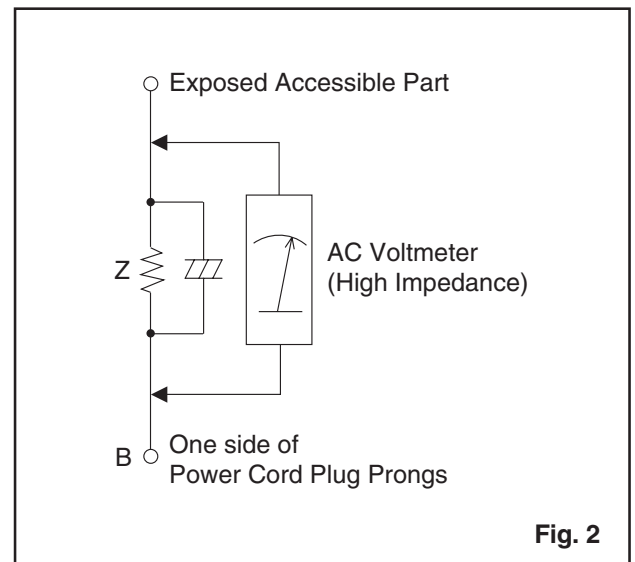 Exposed Accessible Part
Z
AC Voltmeter
(High Impedance)
B
One side of
Power Cord Plug Prongs
Fig. 2